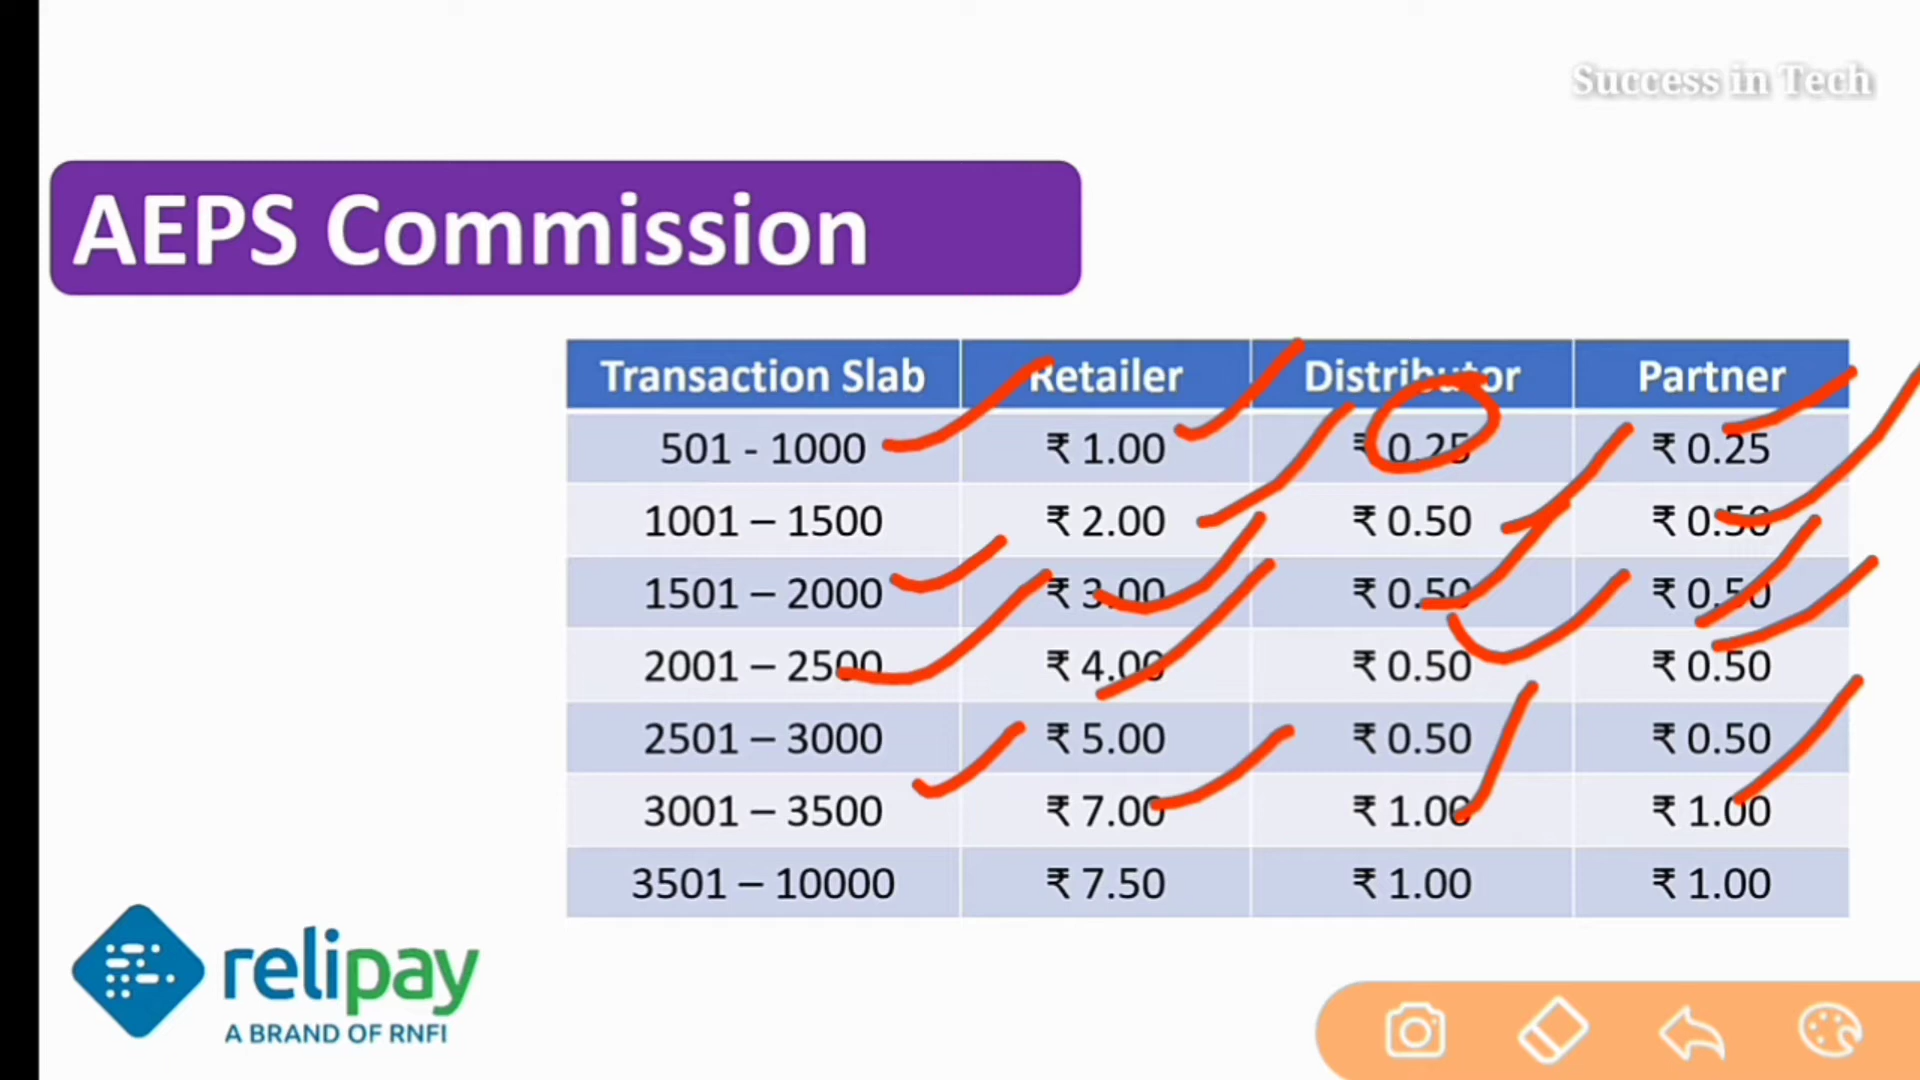 Success in Tech
AEPS Commission
Transaction Slab Retailer Distributor Partner
501 - 1000 ₹ 1.00 ₹ 0.25 ₹ 0.25
1001 – 1500 ₹ 2.00 ₹ 0.50 ₹ 0.50
1501 – 2000 ₹ 3.00 ₹ 0.50 ₹ 0.50
2001 – 2500 ₹ 4.00 ₹ 0.50 ₹ 0.50
2501 – 3000 ₹ 5.00 ₹ 0.50 ₹ 0.50
3001 – 3500 ₹ 7.00 ₹ 1.00 ₹ 1.00
3501 – 10000 ₹ 7.50 ₹ 1.00 ₹ 1.00
relipay
A BRAND OF RNFI